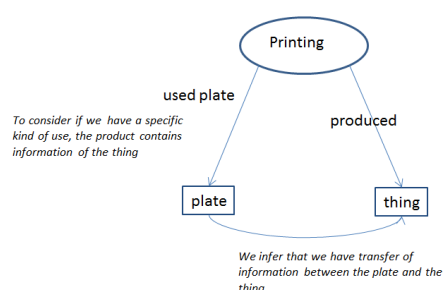 Printing
used plate
To consider if we have a specific
kind of use, the product contains
information of the thing
produced
plate
thing
We infer that we have transfer of
information between the plate and the
thing